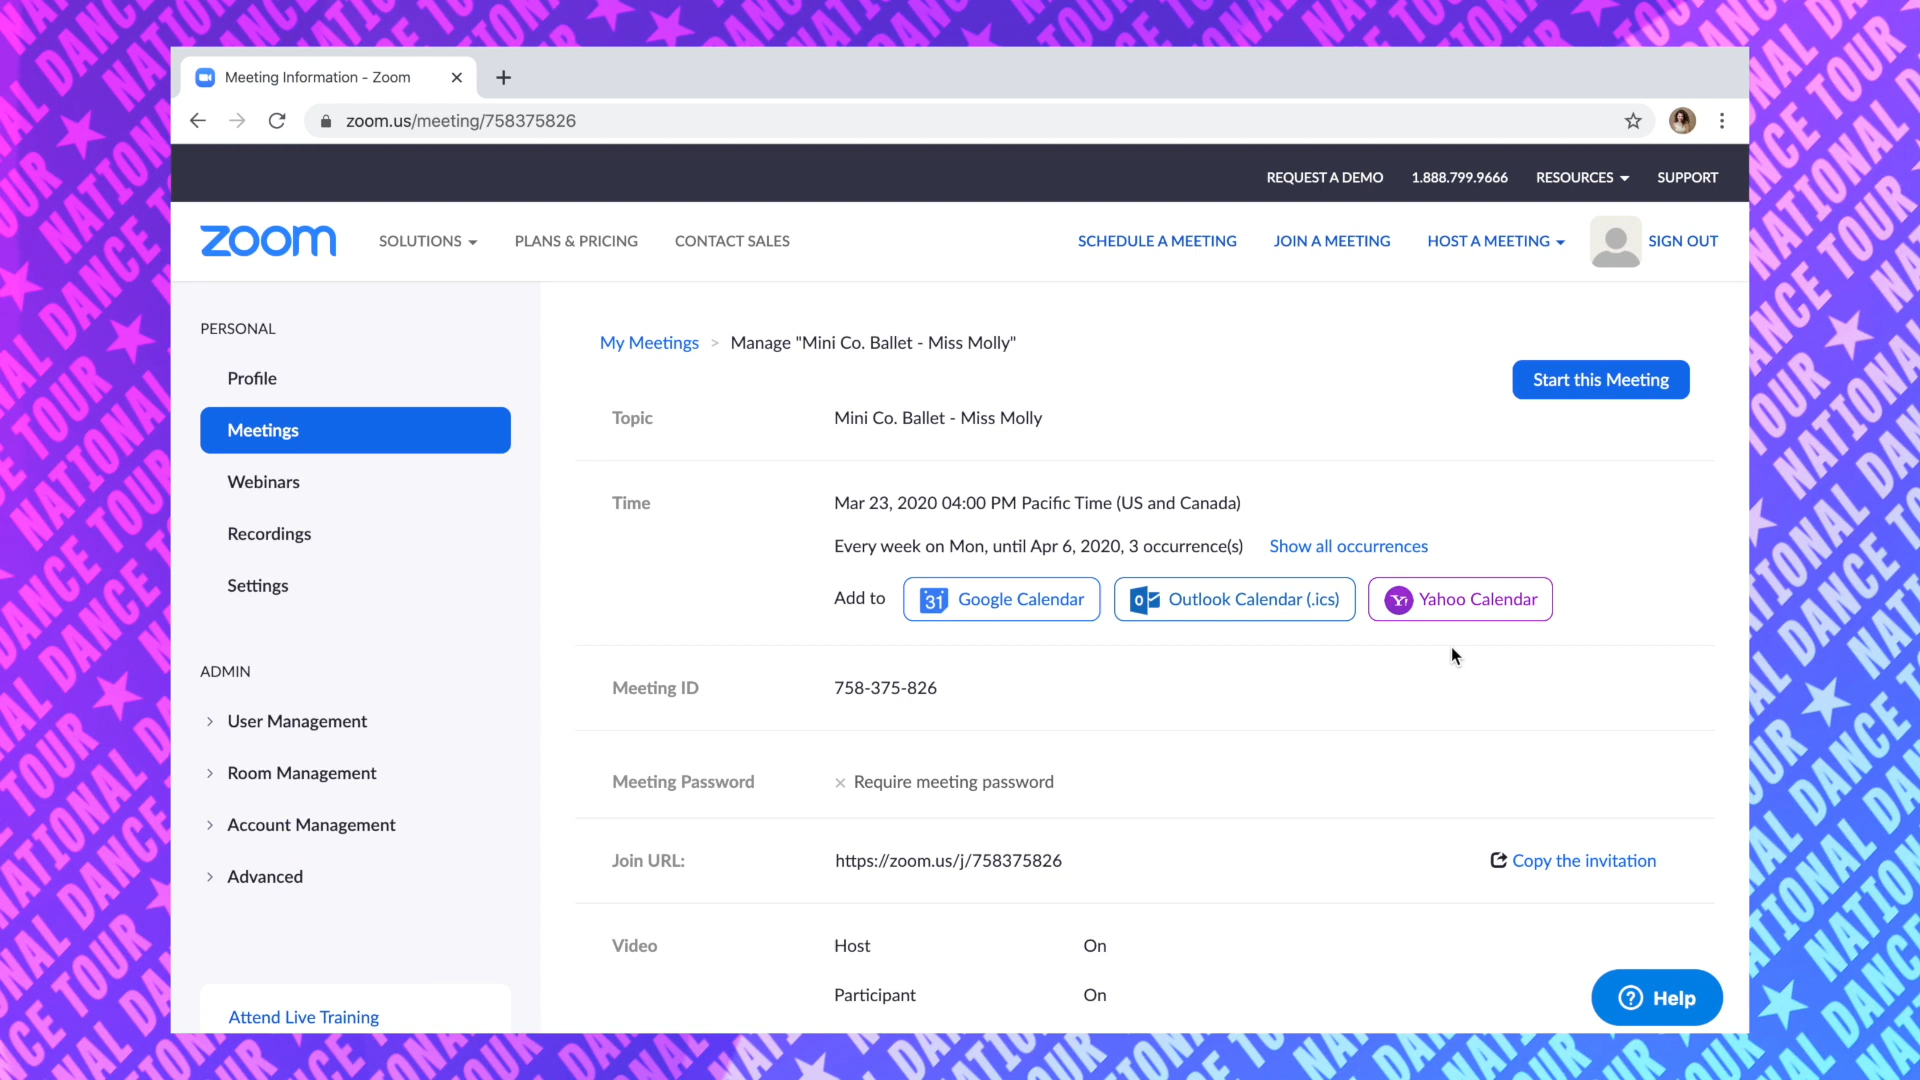 Meeting Information - Zoom
zoom.us/meeting/758375826
REQUEST A DEMO 1.888.799.9666 RESOURCES SUPPORT
zoom SOLUTIONS PLANS & PRICING CONTACT SALES SCHEDULE A MEETING JOIN A MEETING HOST A MEETING SIGN OUT
PERSONAL
Profile
Meetings
Webinars
Recordings
Settings
ADMIN
User Management
Room Management
Account Management
Advanced
Attend Live Training
My Meetings > Manage "Mini Co. Ballet - Miss Molly"
Start this Meeting
Topic Mini Co. Ballet - Miss Molly
Time Mar 23, 2020 04:00 PM Pacific Time (US and Canada)
Every week on Mon, until Apr 6, 2020, 3 occurrence(s) Show all occurrences
Add to 31 Google Calendar Outlook Calendar (.ics) Yahoo Calendar
Meeting ID 758-375-826
Meeting Password × Require meeting password
Join URL: https://zoom.us/j/758375826 Copy the invitation
Video Host On
Participant On
? Help
NATIONAL DANCE TOUR